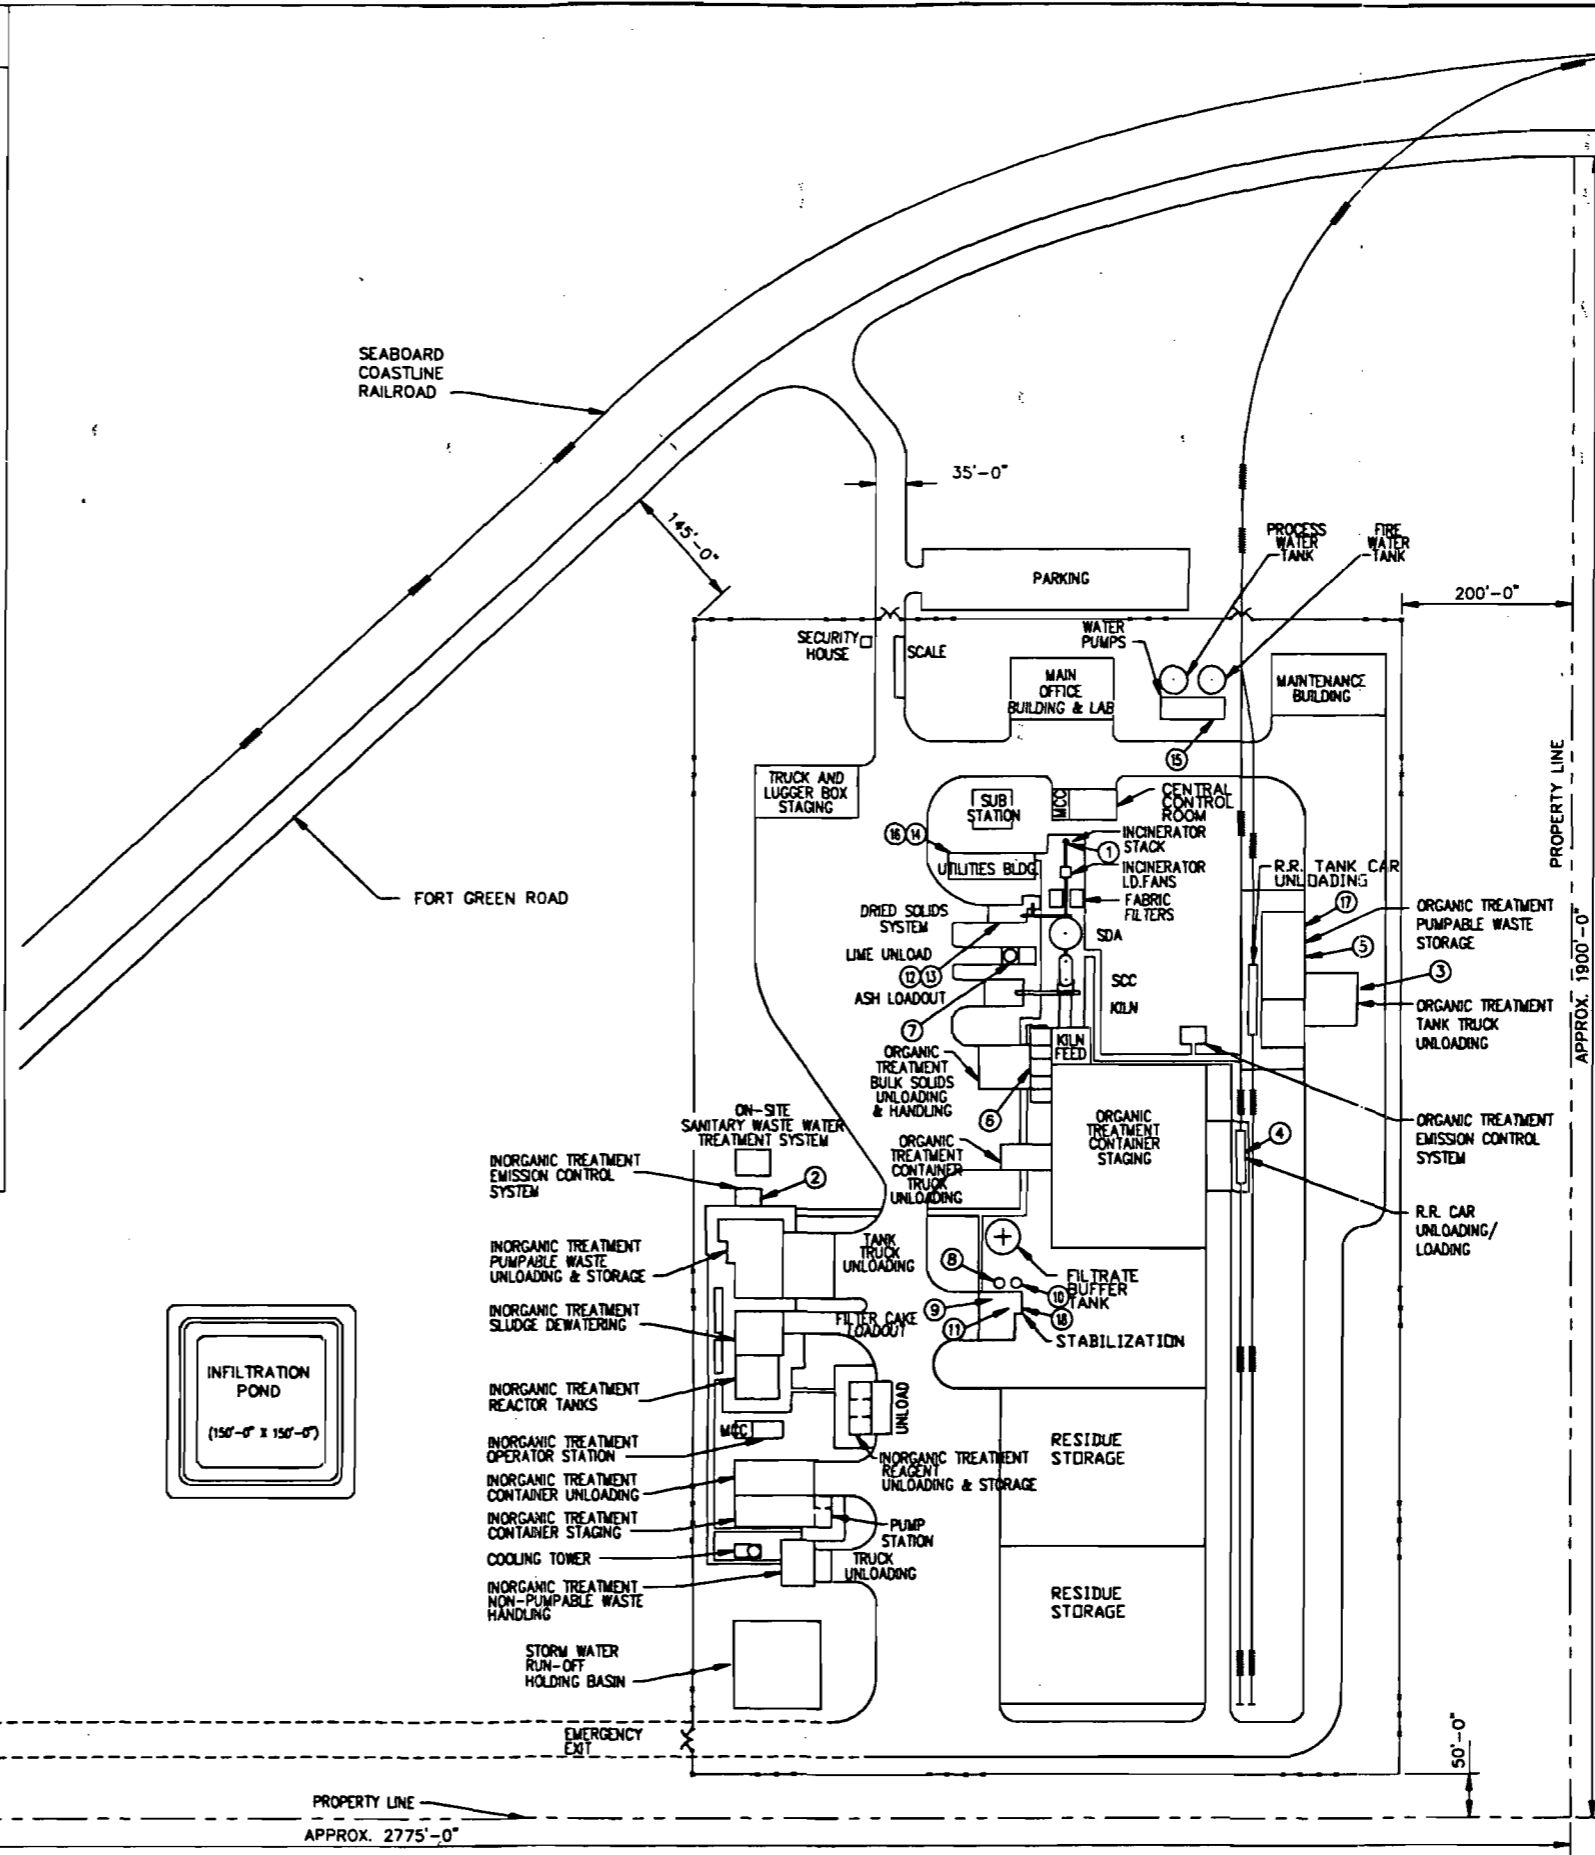 SEABOARD
COASTLINE
RAILROAD
35'-0"
145'-0"
PROCESS
WATER
TANK
FIRE
WATER
TANK
PARKING
200'-0"
SECURITY
HOUSE
SCALE
WATER
PUMPS
MAIN
OFFICE
BUILDING & LAB
MAINTENANCE
BUILDING
15
PROPERTY LINE
TRUCK AND
LUGGER BOX
STAGING
SUB
STATION
MCC
CENTRAL
CONTROL
ROOM
16
14
INCINERATOR
STACK
1
UTILITIES BLDG.
INCINERATOR
I.D.FANS
FABRIC
FILTERS
R.R. TANK CAR
UNLOADING
17
ORGANIC TREATMENT
PUMPABLE WASTE
STORAGE
5
FORT GREEN ROAD
DRIED SOLIDS
SYSTEM
SDA
LIME UNLOAD
12
13
SCC
ASH LOADOUT
KILN
3
ORGANIC TREATMENT
TANK TRUCK
UNLOADING
APPROX. 1900'-0"
7
KILN
FEED
ORGANIC
TREATMENT
BULK SOLIDS
UNLOADING
& HANDLING
6
ORGANIC
TREATMENT
CONTAINER
STAGING
ORGANIC TREATMENT
EMISSION CONTROL
SYSTEM
4
ON-SITE
SANITARY WASTE WATER
TREATMENT SYSTEM
ORGANIC
TREATMENT
CONTAINER
TRUCK
UNLOADING
INORGANIC TREATMENT
EMISSION CONTROL
SYSTEM
2
R.R. CAR
UNLOADING/
LOADING
INORGANIC TREATMENT
PUMPABLE WASTE
UNLOADING & STORAGE
TANK
TRUCK
UNLOADING
8
FILTRATE
BUFFER
TANK
10
9
11
18
STABILIZATION
INORGANIC TREATMENT
SLUDGE DEWATERING
FILTER CAKE
LOADOUT
INFILTRATION
POND
(150'-0" X 150'-0")
INORGANIC TREATMENT
REACTOR TANKS
UNLOAD
MCC
INORGANIC TREATMENT
OPERATOR STATION
INORGANIC TREATMENT
REAGENT
UNLOADING & STORAGE
RESIDUE
STORAGE
INORGANIC TREATMENT
CONTAINER UNLOADING
INORGANIC TREATMENT
CONTAINER STAGING
PUMP
STATION
COOLING TOWER
TRUCK
UNLOADING
INORGANIC TREATMENT
NON-PUMPABLE WASTE
HANDLING
RESIDUE
STORAGE
STORM WATER
RUN-OFF
HOLDING BASIN
EMERGENCY
EXIT
50'-0"
PROPERTY LINE
APPROX. 2775'-0"